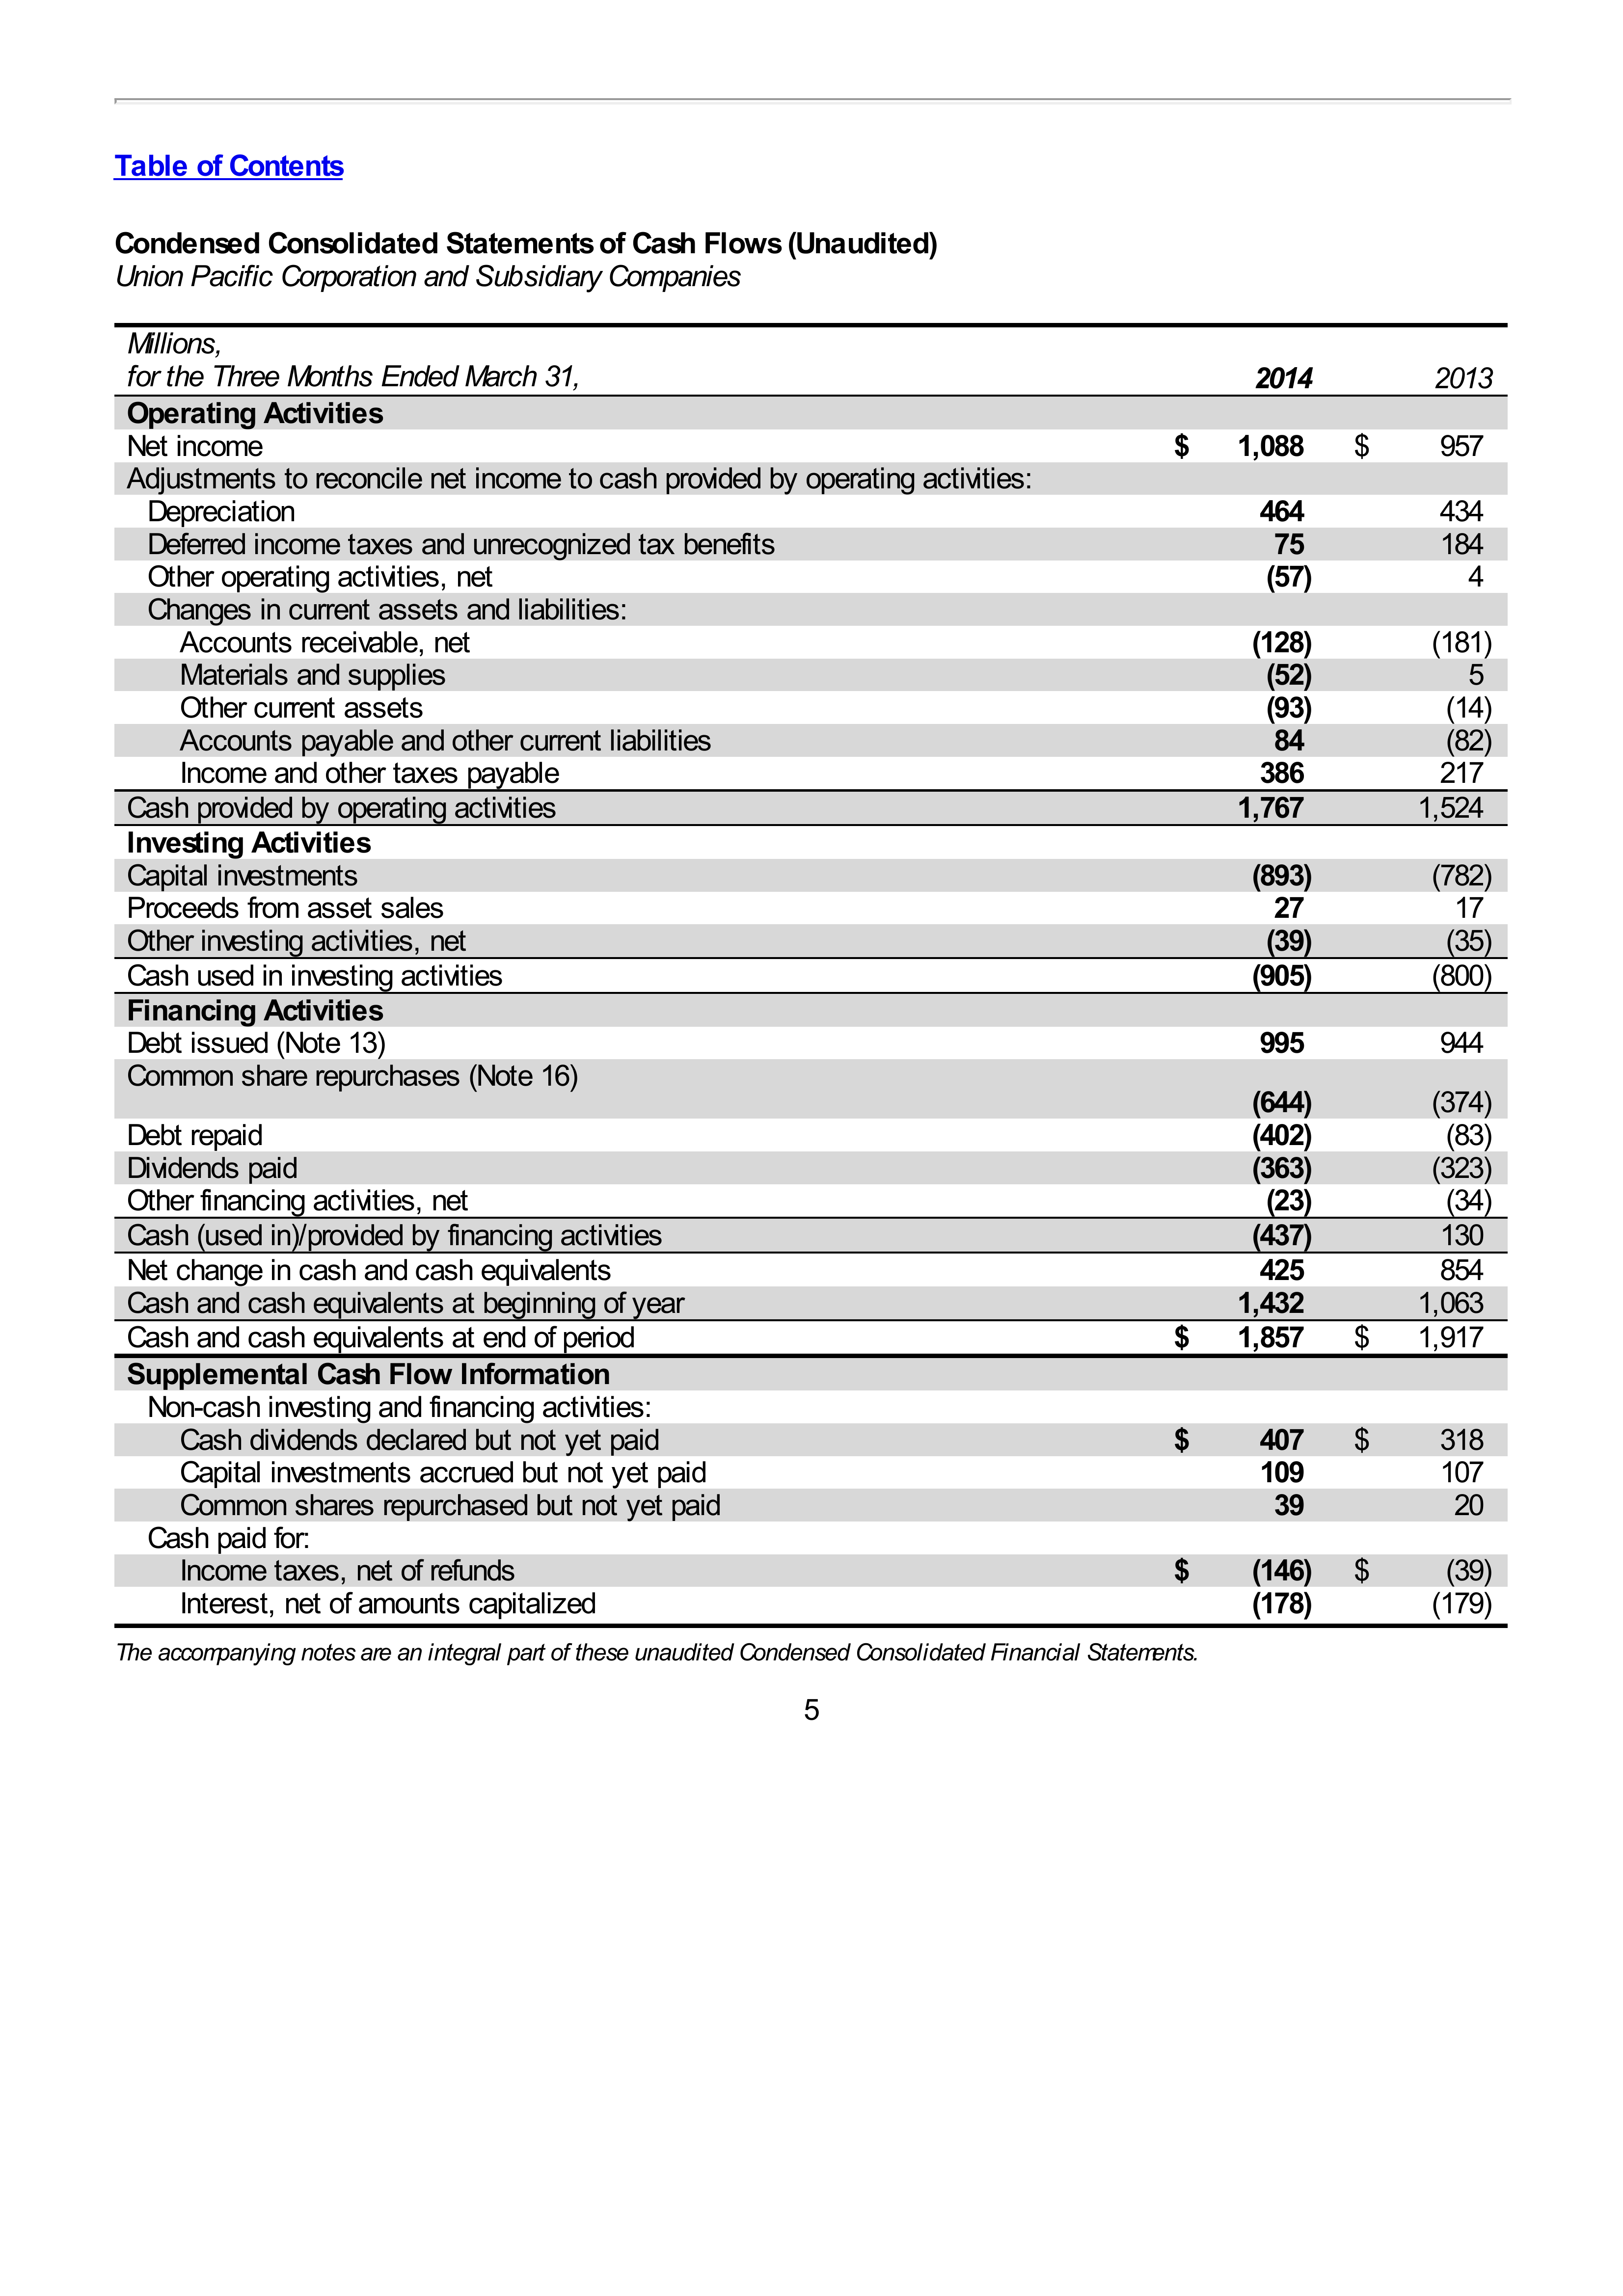 Table of Contents
Condensed Consolidated Statements of Cash Flows (Unaudited)
Union Pacific Corporation and Subsidiary Companies
Millions,
for the Three Months Ended March 31, 2014 2013
Operating Activities
Net income $ 1,088 $ 957
Adjustments to reconcile net income to cash provided by operating activities:
Depreciation 464 434
Deferred income taxes and unrecognized tax benefits 75 184
Other operating activities, net (57) 4
Changes in current assets and liabilities:
Accounts receivable, net (128) (181)
Materials and supplies (52) 5
Other current assets (93) (14)
Accounts payable and other current liabilities 84 (82)
Income and other taxes payable 386 217
Cash provided by operating activities 1,767 1,524
Investing Activities
Capital investments (893) (782)
Proceeds from asset sales 27 17
Other investing activities, net (39) (35)
Cash used in investing activities (905) (800)
Financing Activities
Debt issued (Note 13) 995 944
Common share repurchases (Note 16)
(644) (374)
Debt repaid (402) (83)
Dividends paid (363) (323)
Other financing activities, net (23) (34)
Cash (used in)/provided by financing activities (437) 130
Net change in cash and cash equivalents 425 854
Cash and cash equivalents at beginning of year 1,432 1,063
Cash and cash equivalents at end of period $ 1,857 $ 1,917
Supplemental Cash Flow Information
Non-cash investing and financing activities:
Cash dividends declared but not yet paid $ 407 $ 318
Capital investments accrued but not yet paid 109 107
Common shares repurchased but not yet paid 39 20
Cash paid for:
Income taxes, net of refunds $ (146) $ (39)
Interest, net of amounts capitalized (178) (179)
The accompanying notes are an integral part of these unaudited Condensed Consolidated Financial Statements.
5